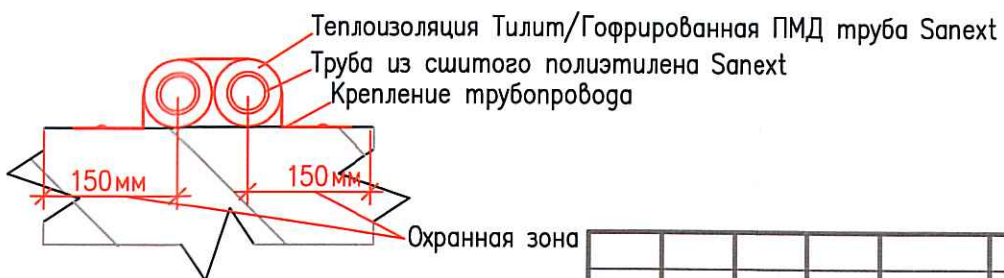 Теплоизоляция Тилит/Гофрированная ПМД труба Sanext
Труба из сшитого полиэтилена Sanext
Крепление трубопровода
150мм 150мм
Охранная зона